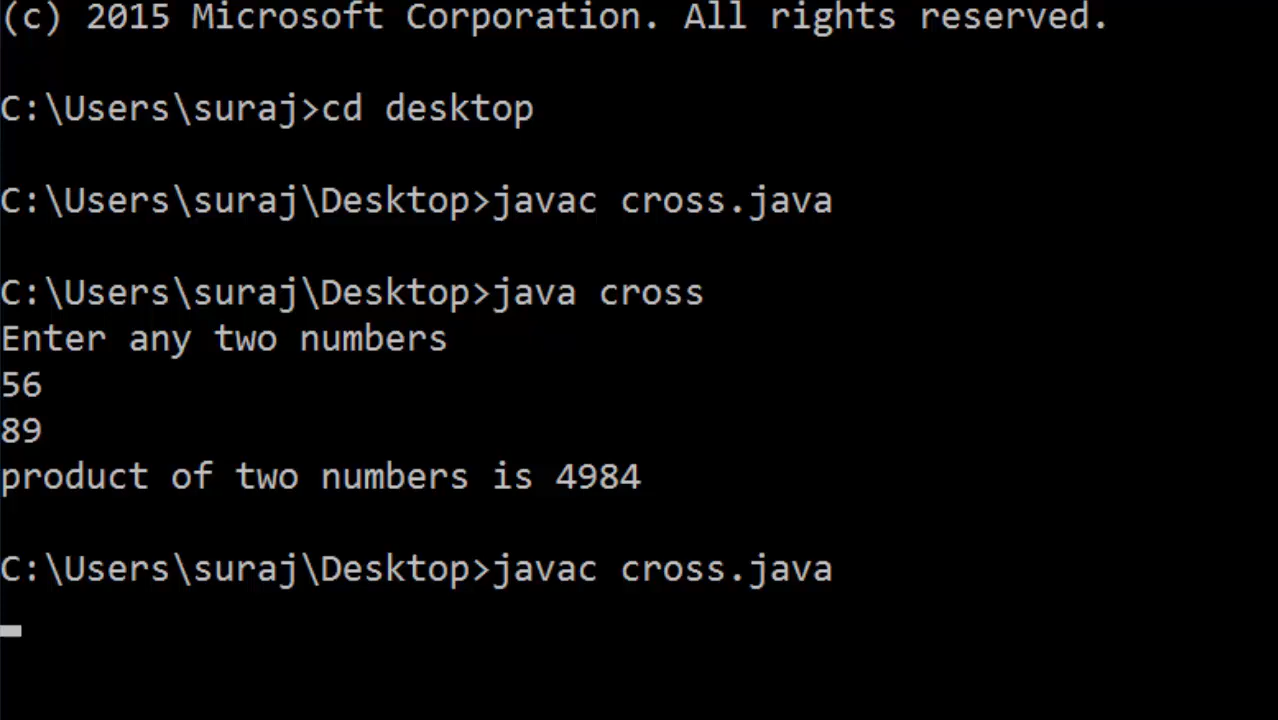 (c) 2015 Microsoft Corporation. All rights reserved.
C:\Users\suraj>cd desktop
C:\Users\suraj\Desktop>javac cross.java
C:\Users\suraj\Desktop>java cross
Enter any two numbers
56
89
product of two numbers is 4984
C:\Users\suraj\Desktop>javac cross.java